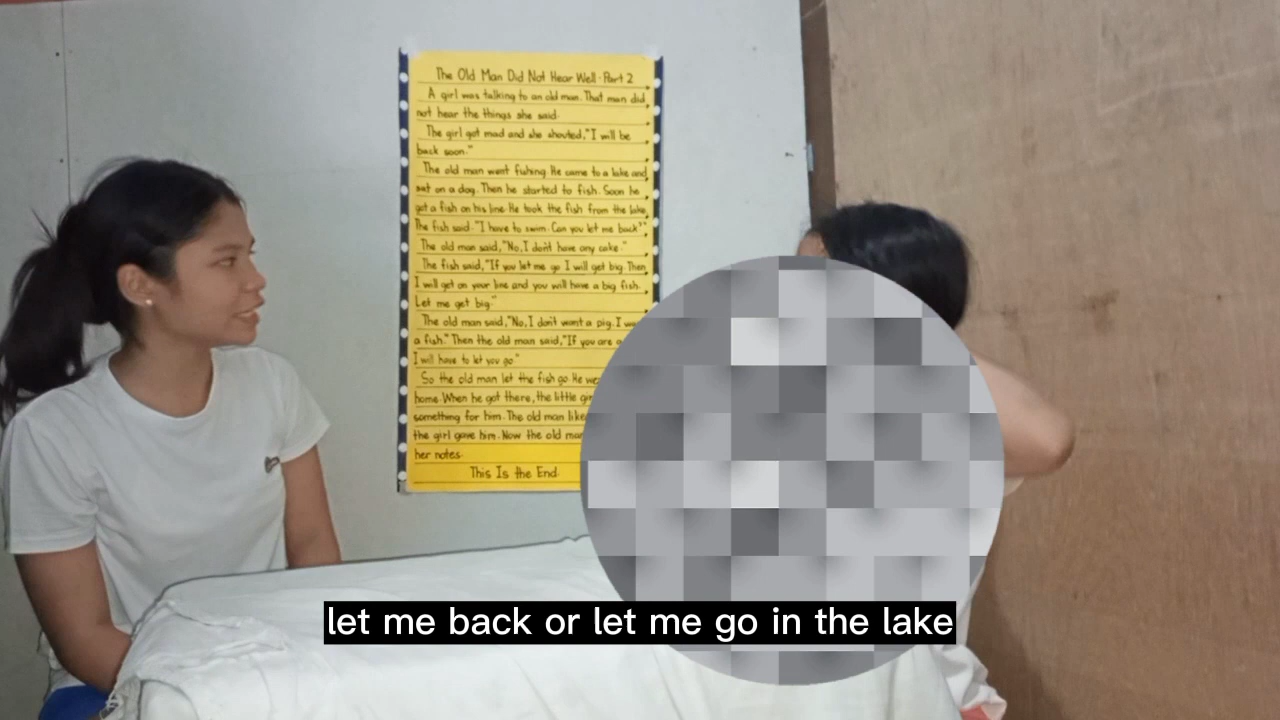 The Old Man Did Not Hear Well - Part 2
A girl was talking to an old man. That man did
not hear the things she said.
The girl got mad and she shouted, "I will be
back soon."
The old man went fishing. He came to a lake and
sat on a dog. Then he started to fish. Soon he
got a fish on his line. He took the fish from the lake.
The fish said. "I have to swim. Can you let me back?"
The old man said, "No, I don't have any cake."
The fish said, "If you let me go I will get big. Then
I will get on your line and you will have a big fish.
Let me get big."
The old man said, "No, I don't want a pig. I
a fish." Then the old man said, "If you are
I will have to let you go."
So the old man let the fish go. He
home. When he got there, the little
something for him. The old man
the girl gave him. Now the old
her notes.
This Is the End.
let me back or let me go in the lake